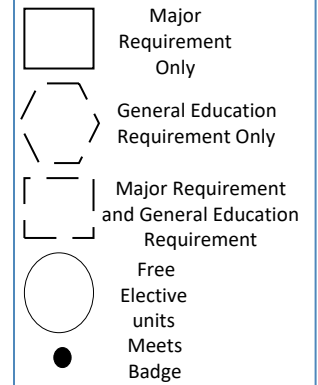 Major
Requirement
Only
General Education
Requirement Only
Major Requirement
and General Education
Requirement
Free
Elective
units
Meets
Badge